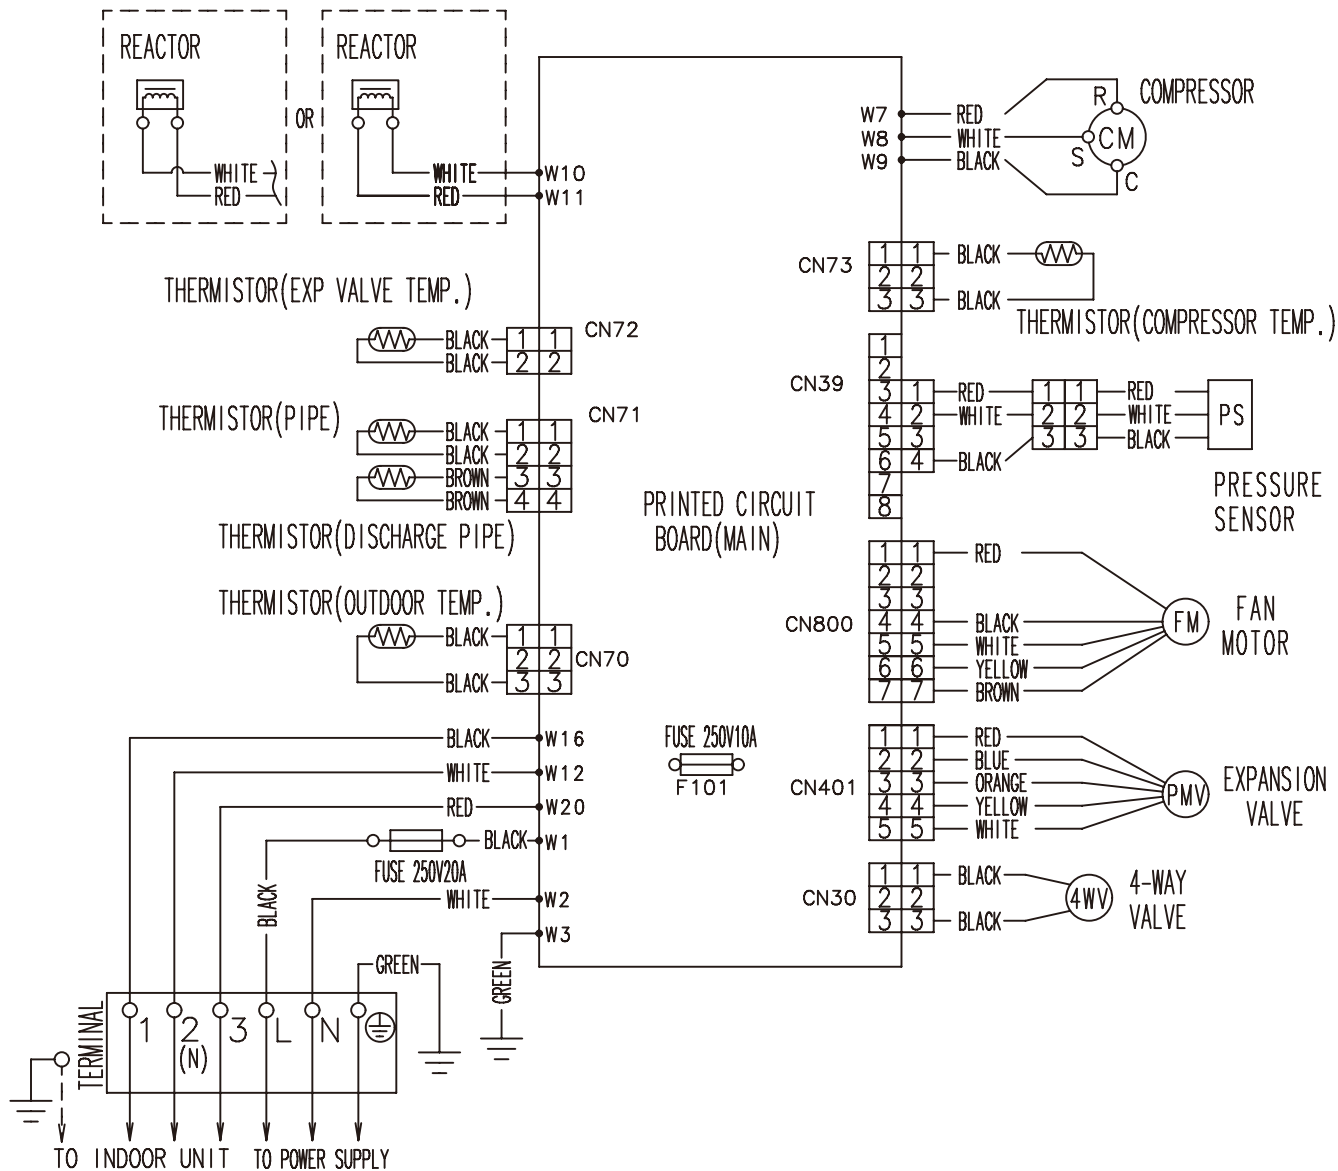 REACTOR
WHITE
RED
OR
REACTOR
WHITE
RED
W10
W11
W7
W8
W9
RED
WHITE
BLACK
R
S
C
CM
COMPRESSOR
CN73
1 1
2 2
3 3
BLACK
BLACK
THERMISTOR(COMPRESSOR TEMP.)
THERMISTOR(EXP VALVE TEMP.)
BLACK
BLACK
1 1
2 2
CN72
THERMISTOR(PIPE)
BLACK
BLACK
BROWN
BROWN
1 1
2 2
3 3
4 4
CN71
THERMISTOR(DISCHARGE PIPE)
THERMISTOR(OUTDOOR TEMP.)
BLACK
BLACK
1 1
2 2
3 3
CN70
CN39
1
2
3 1
4 2
5 3
6 4
7
8
RED
WHITE
BLACK
1 1
2 2
3 3
RED
WHITE
BLACK
PS
PRESSURE
SENSOR
PRINTED CIRCUIT
BOARD(MAIN)
CN800
1 1
2 2
3 3
4 4
5 5
6 6
7 7
RED
BLACK
WHITE
YELLOW
BROWN
FM
FAN
MOTOR
FUSE 250V10A
F101
CN401
1 1
2 2
3 3
4 4
5 5
RED
BLUE
ORANGE
YELLOW
WHITE
PMV
EXPANSION
VALVE
CN30
1 1
2 2
3 3
BLACK
BLACK
4WV
4-WAY
VALVE
BLACK
W16
WHITE
W12
RED
W20
BLACK
W1
FUSE 250V20A
BLACK
WHITE
W2
W3
GREEN
GREEN
TERMINAL
1
2
(N)
3
L
N
TO INDOOR UNIT
TO POWER SUPPLY